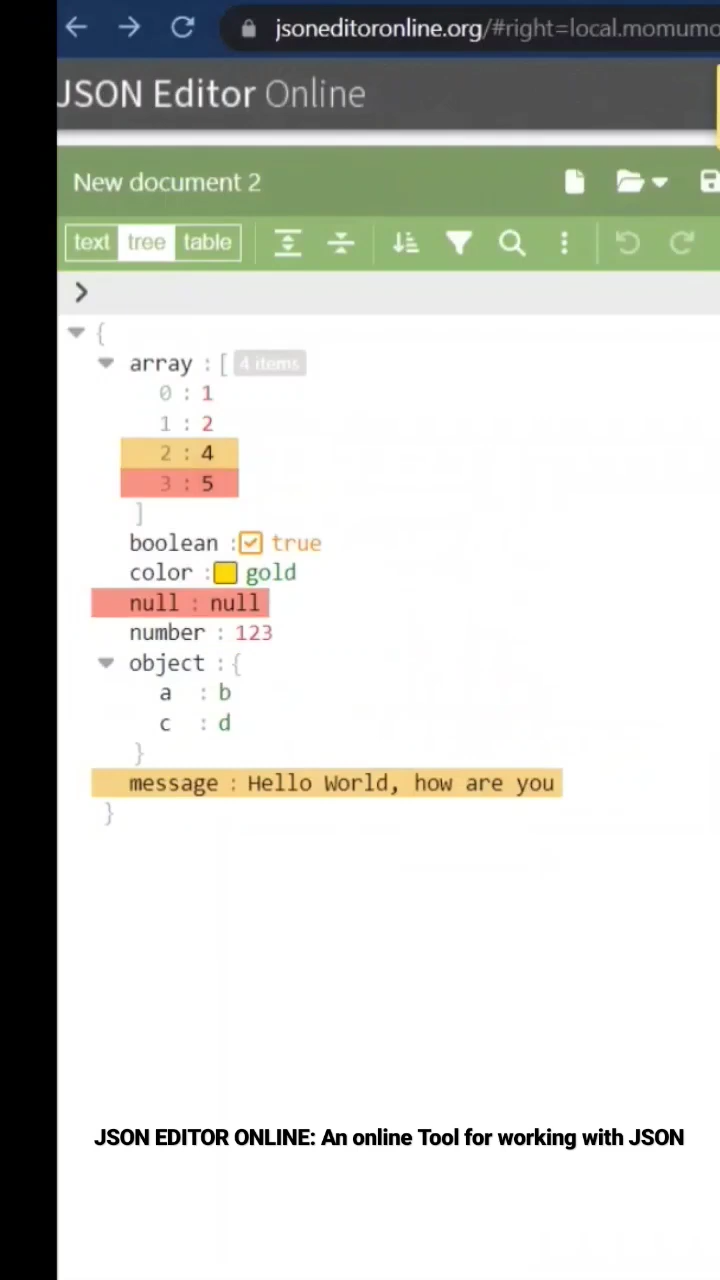 jsoneditoronline.org/#right=local.momumo
JSON Editor Online
New document 2
text tree table
{
array : [ 4 items
0 : 1
1 : 2
2 : 4
3 : 5
]
boolean : true
color : gold
null : null
number : 123
object : {
a : b
c : d
}
message : Hello World, how are you
}
JSON EDITOR ONLINE: An online Tool for working with JSON